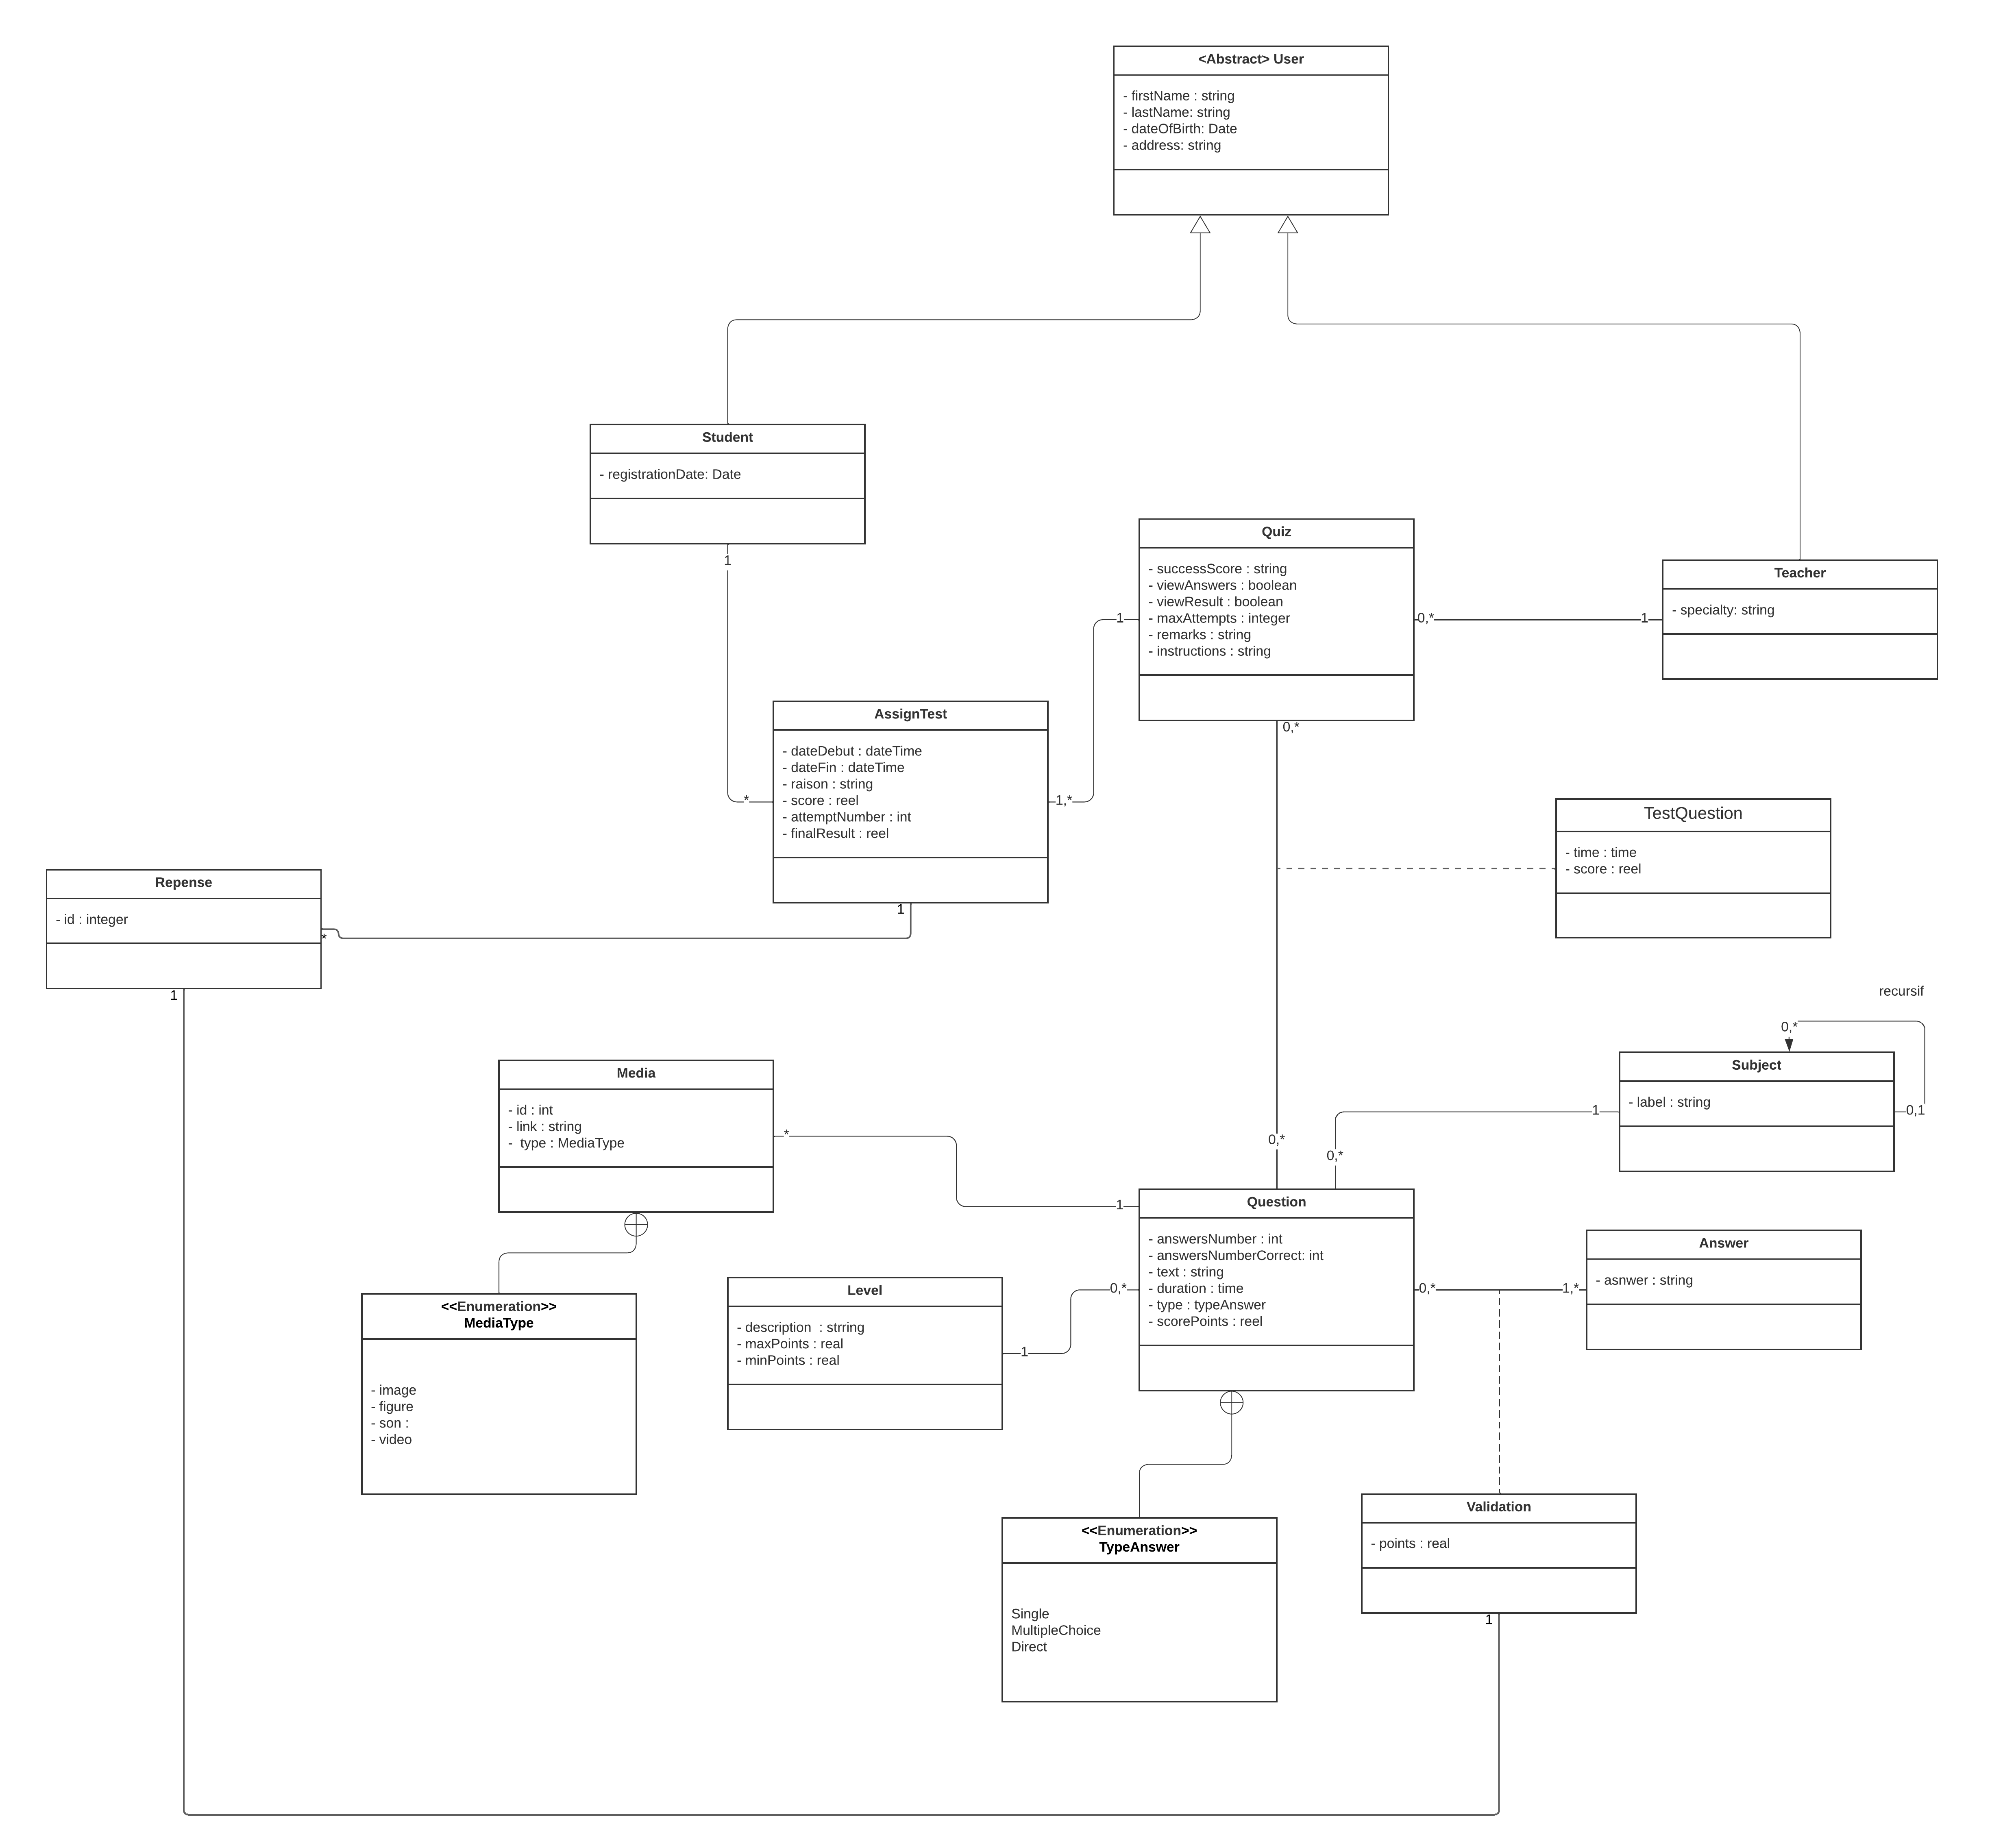 <Abstract> User
- firstName : string
- lastName: string
- dateOfBirth: Date
- address: string
Student
- registrationDate: Date
1
*
Quiz
- successScore : string
- viewAnswers : boolean
- viewResult : boolean
- maxAttempts : integer
- remarks : string
- instructions : string
1
0,*
1
0,*
Teacher
- specialty: string
AssignTest
- dateDebut : dateTime
- dateFin : dateTime
- raison : string
- score : reel
- attemptNumber : int
- finalResult : reel
1,*
1
TestQuestion
- time : time
- score : reel
Repense
- id : integer
*
1
recursif
0,*
Subject
- label : string
0,1
1
0,*
0,*
Media
- id : int
- link : string
-  type : MediaType
*
1
Question
- answersNumber : int
- answersNumberCorrect: int
- text : string
- duration : time
- type : typeAnswer
- scorePoints : reel
0,*
0,*
1,*
Answer
- asnwer : string
Level
- description  : strring
- maxPoints : real
- minPoints : real
1
<<Enumeration>>
MediaType
- image
- figure
- son :
- video
<<Enumeration>>
TypeAnswer
Single
MultipleChoice
Direct
Validation
- points : real
1